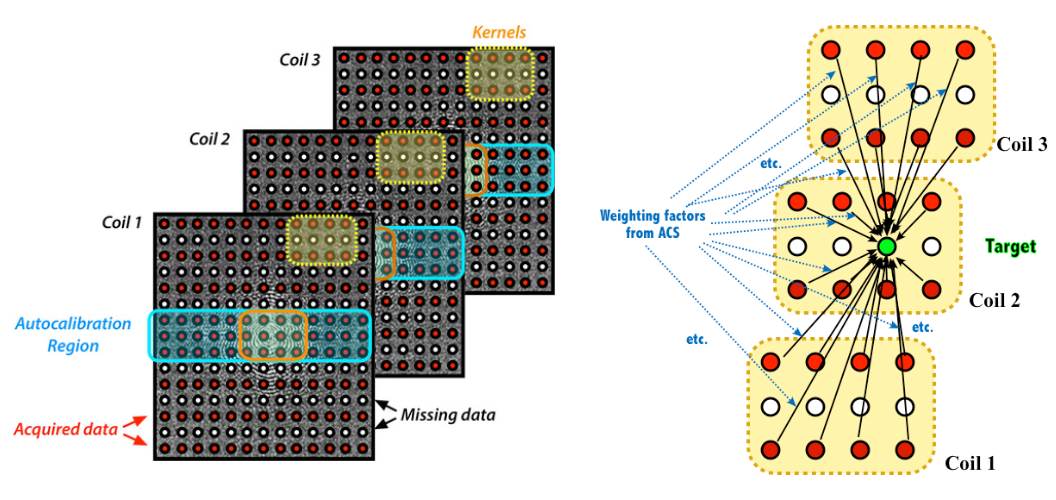 Kernels
Coil 3
Coil 2
Coil 1
Autocalibration
Region
Acquired data
Missing data
Coil 3
etc.
Weighting factors
from ACS
Target
Coil 2
etc.
etc.
Coil 1